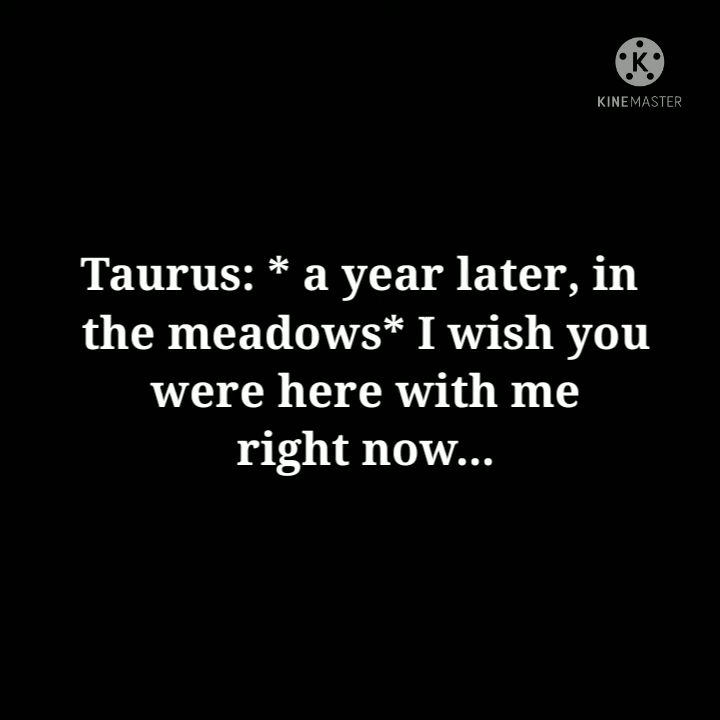 K
KINEMASTER
Taurus: * a year later, in
the meadows* I wish you
were here with me
right now...